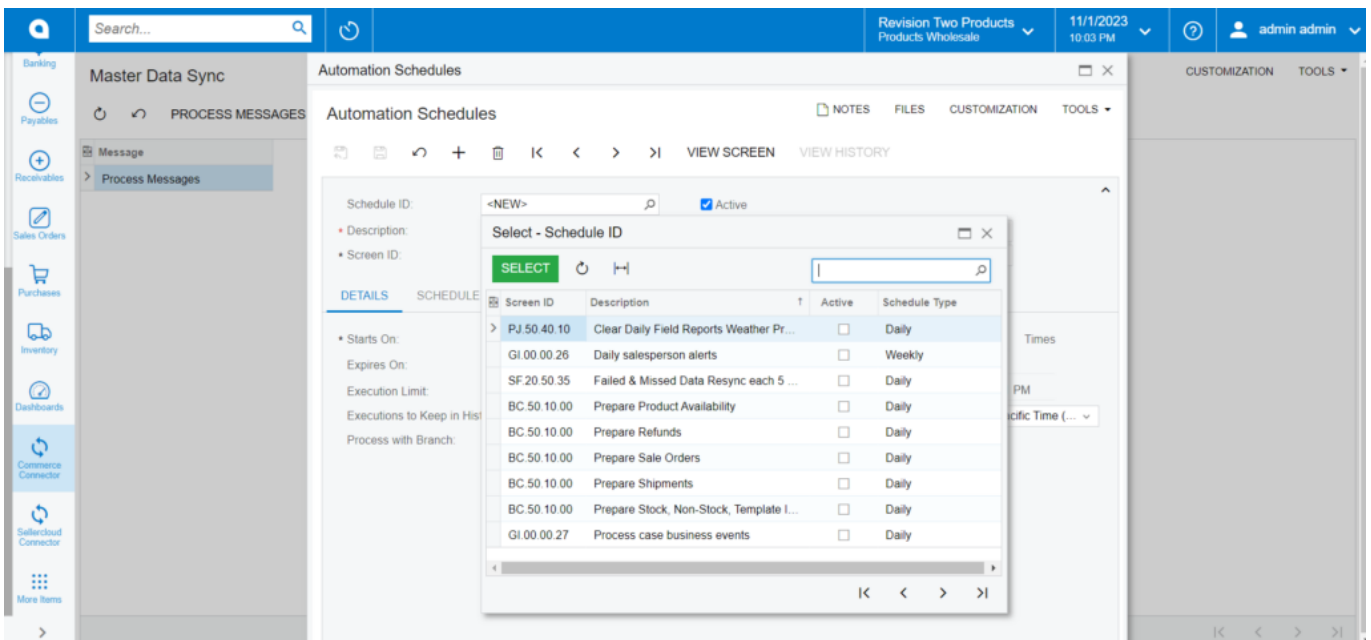 Search...
Revision Two Products
Products Wholesale
11/1/2023
10:03 PM
admin admin
Banking
Payables
Receivables
Sales Orders
Purchases
Inventory
Dashboards
Commerce
Connector
Sellercloud
Connector
More Items
Master Data Sync
CUSTOMIZATION TOOLS
PROCESS MESSAGES
Message
Process Messages
Automation Schedules
Automation Schedules
NOTES FILES CUSTOMIZATION TOOLS
VIEW SCREEN VIEW HISTORY
Schedule ID: <NEW> Active
* Description:
* Screen ID:
DETAILS SCHEDULE
* Starts On:
Expires On:
Execution Limit:
Executions to Keep in Hist
Process with Branch:
Times
PM
cific Time (...
Select - Schedule ID
SELECT
Screen ID Description Active Schedule Type
PJ.50.40.10 Clear Daily Field Reports Weather Pr... Daily
GI.00.00.26 Daily salesperson alerts Weekly
SF.20.50.35 Failed & Missed Data Resync each 5 ... Daily
BC.50.10.00 Prepare Product Availability Daily
BC.50.10.00 Prepare Refunds Daily
BC.50.10.00 Prepare Sale Orders Daily
BC.50.10.00 Prepare Shipments Daily
BC.50.10.00 Prepare Stock, Non-Stock, Template I... Daily
GI.00.00.27 Process case business events Daily